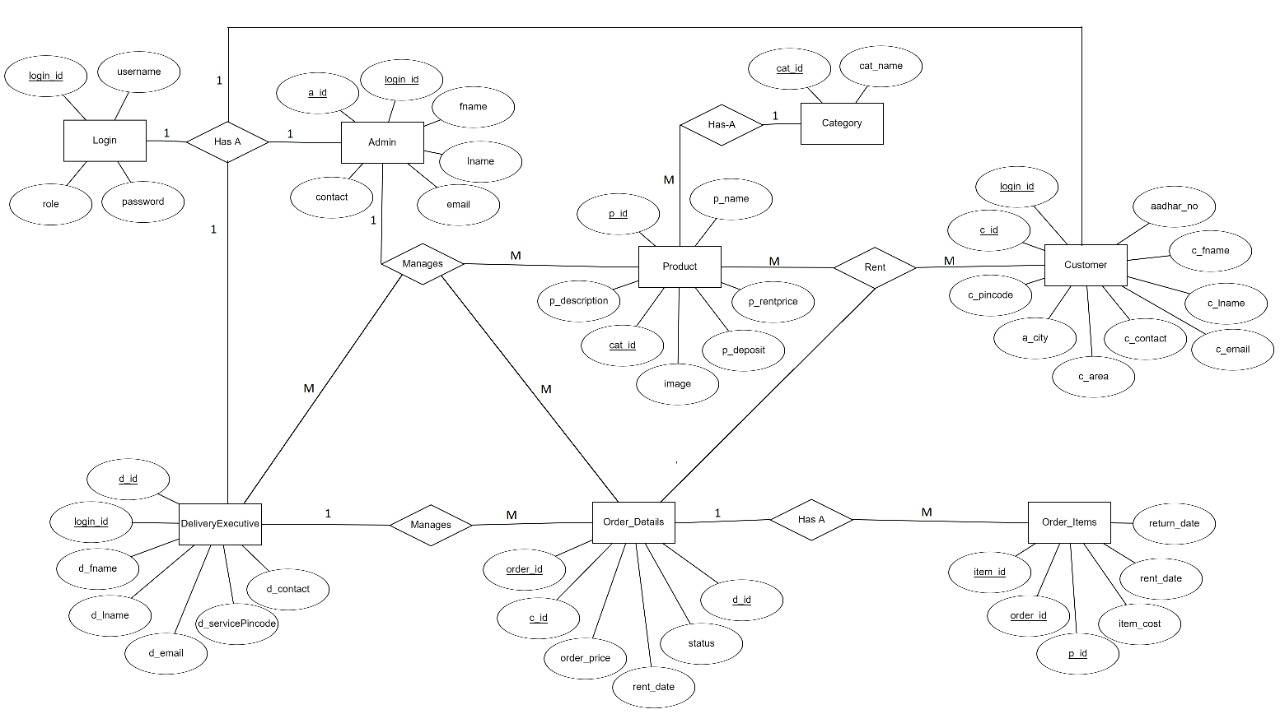 login_id
username
1
Login
1
Has A
1
Admin
role
password
a_id
login_id
fname
lname
contact
email
1
1
cat_id
cat_name
Has-A
1
Category
M
Manages
M
p_id
p_name
Product
M
Rent
M
p_description
p_rentprice
cat_id
p_deposit
image
login_id
aadhar_no
c_id
c_fname
Customer
c_pincode
c_lname
a_city
c_contact
c_email
c_area
M
M
d_id
login_id
DeliveryExecutive
1
Manages
M
Order_Details
1
Has A
M
Order_Items
return_date
d_fname
d_contact
d_lname
d_servicePincode
d_email
order_id
d_id
c_id
status
order_price
rent_date
item_id
rent_date
order_id
item_cost
p_id